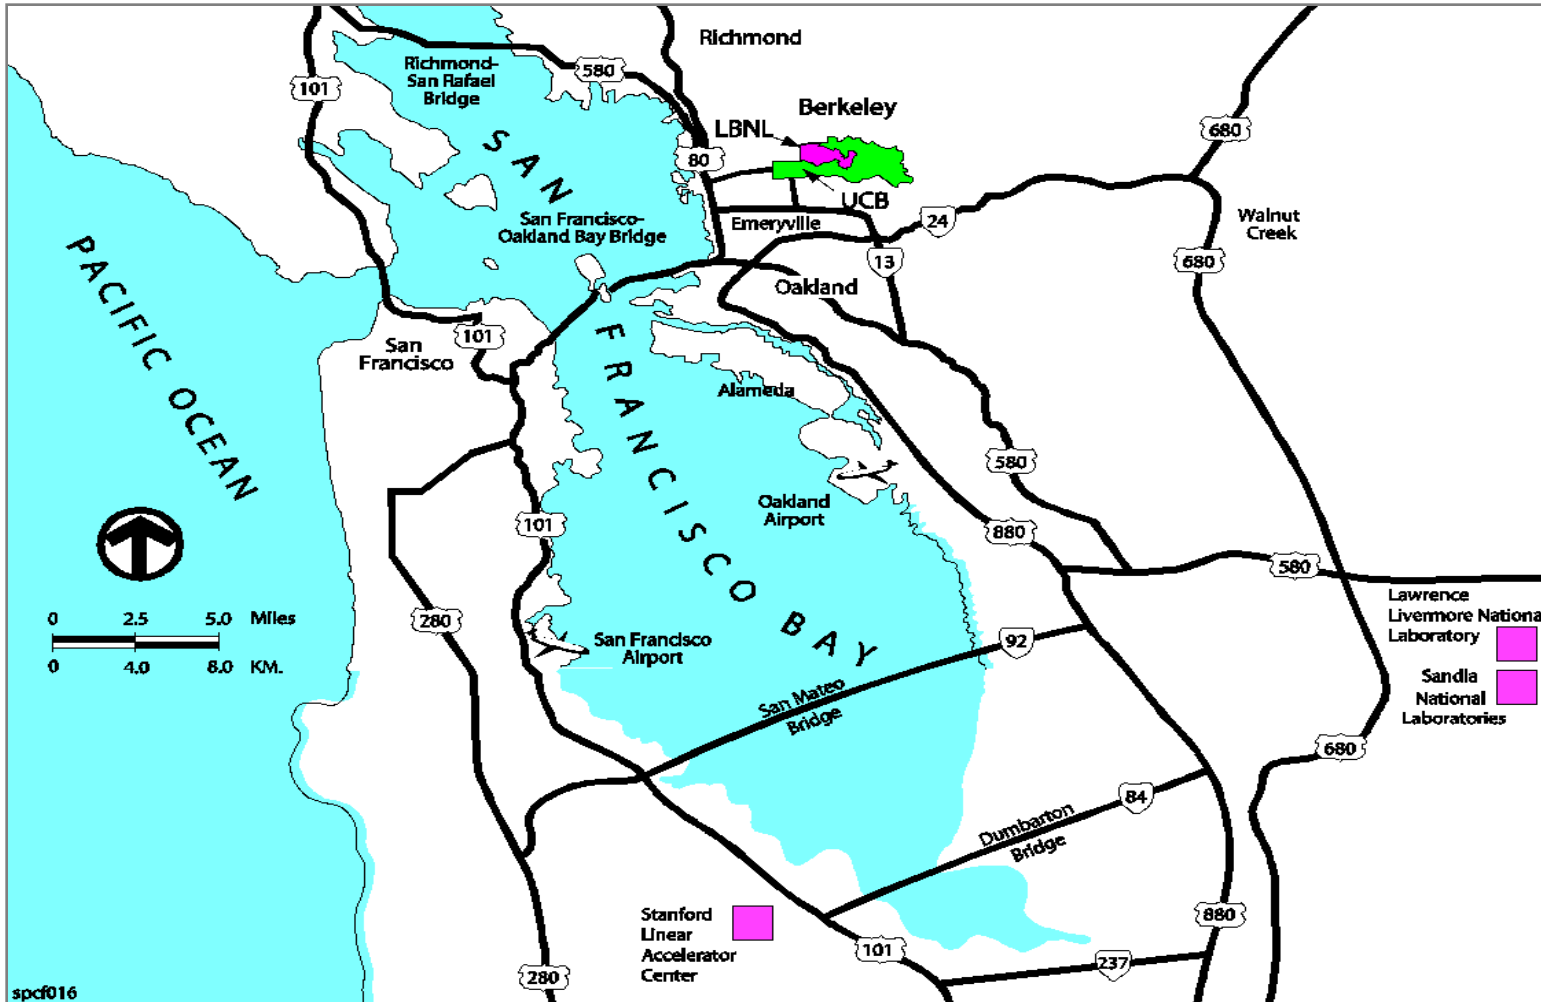 Richmond
Richmond-
San Rafael
Bridge
580
101
Berkeley
LBNL
680
80
SAN
UCB
San Francisco-
Oakland Bay Bridge
Emeryville
24
Walnut
Creek
PACIFIC OCEAN
13
680
Oakland
San
Francisco
101
FRANCISCO
Alameda
580
Oakland
Airport
101
880
580
0 2.5 5.0 Miles
0 4.0 8.0 KM.
280
BAY
San Francisco
Airport
92
Lawrence
Livermore National
Laboratory
Sandia
National
Laboratories
San Mateo
Bridge
680
84
Dumbarton
Bridge
Stanford
Linear
Accelerator
Center
880
101
237
280
spcf016